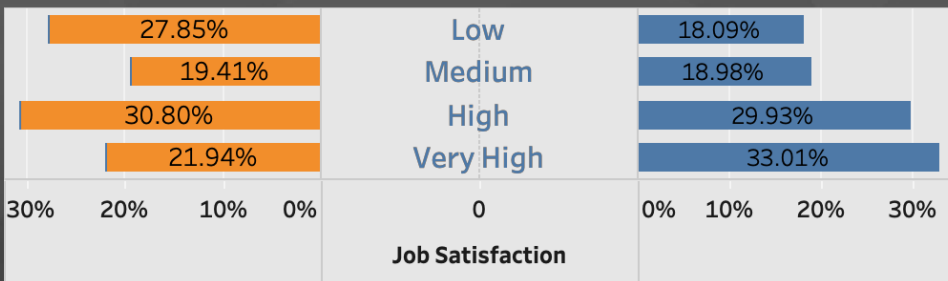 27.85% Low 18.09%
19.41% Medium 18.98%
30.80% High 29.93%
21.94% Very High 33.01%
30% 20% 10% 0% 0 0% 10% 20% 30%
Job Satisfaction